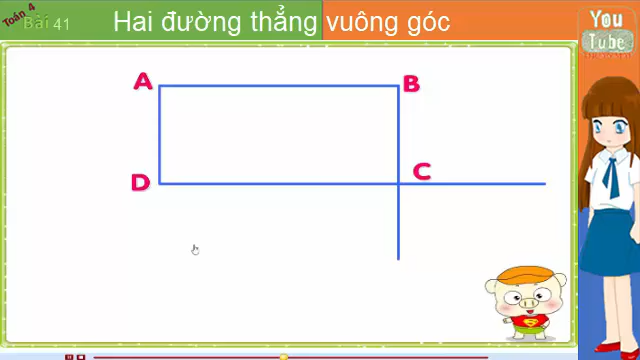 Toán 4
Bài 41
Hai đường thẳng vuông góc
You
Tube
A
B
D
C